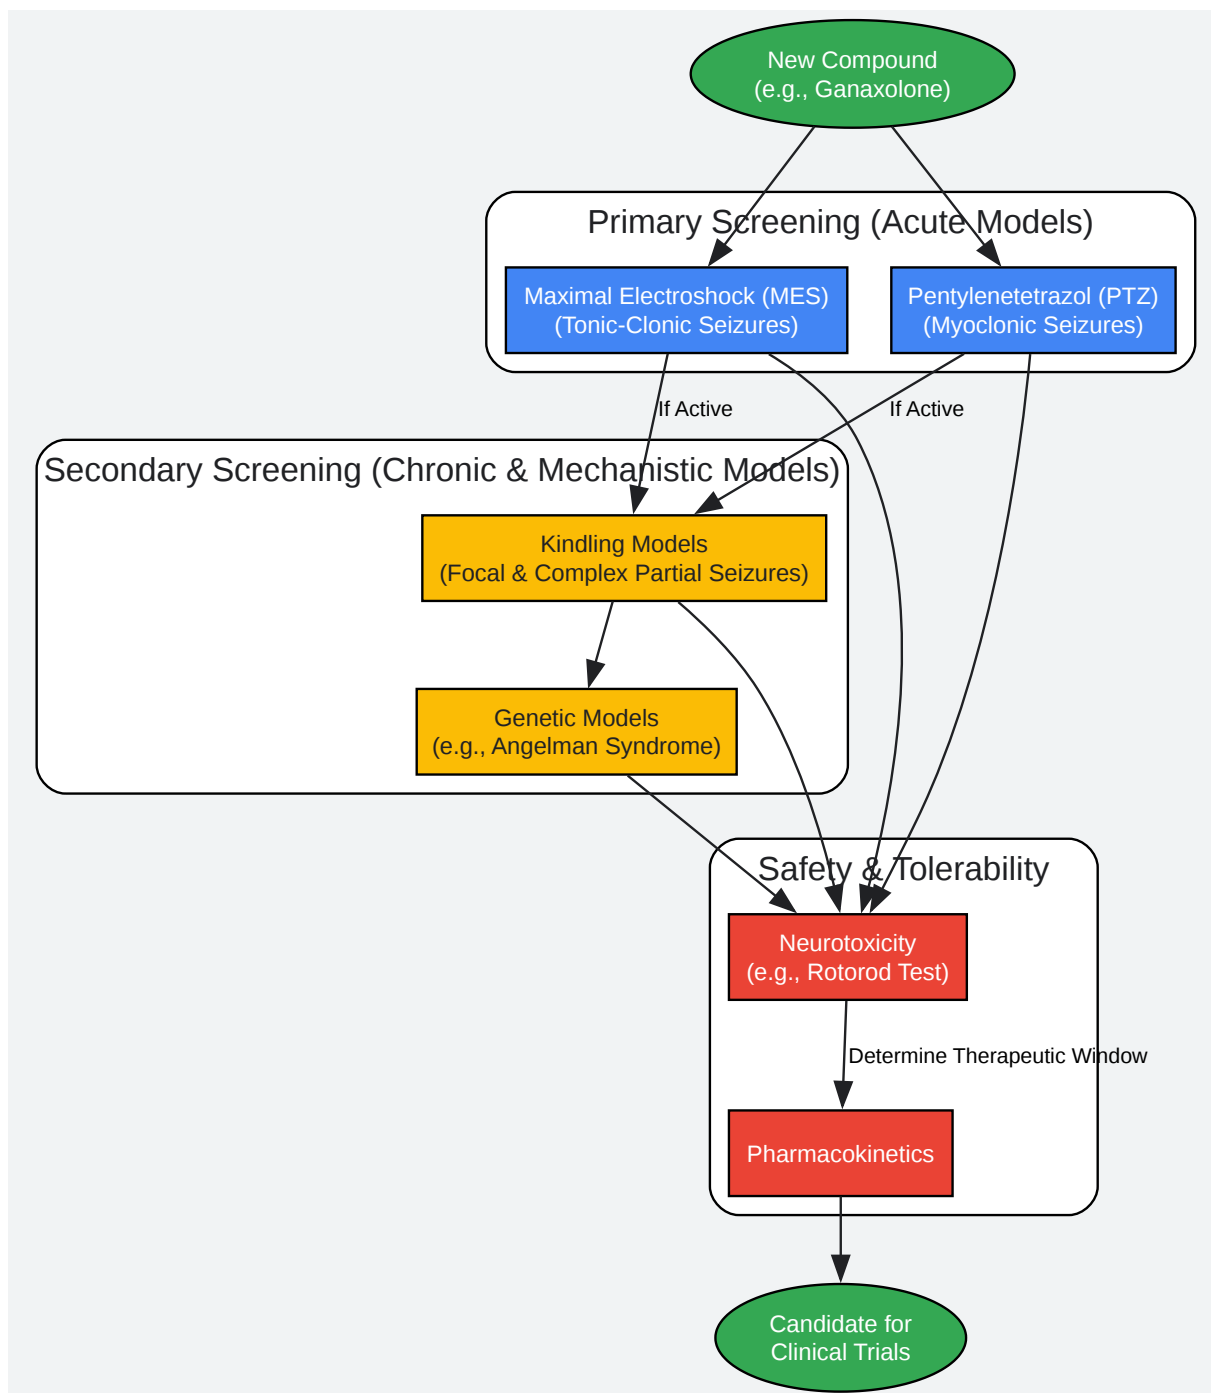 New Compound
(e.g., Ganaxolone)
Primary Screening (Acute Models)
Maximal Electroshock (MES)
(Tonic-Clonic Seizures)
Pentylenetetrazol (PTZ)
(Myoclonic Seizures)
If Active
If Active
Secondary Screening (Chronic & Mechanistic Models)
Kindling Models
(Focal & Complex Partial Seizures)
Genetic Models
(e.g., Angelman Syndrome)
Safety & Tolerability
Neurotoxicity
(e.g., Rotorod Test)
Determine Therapeutic Window
Pharmacokinetics
Candidate for
Clinical Trials